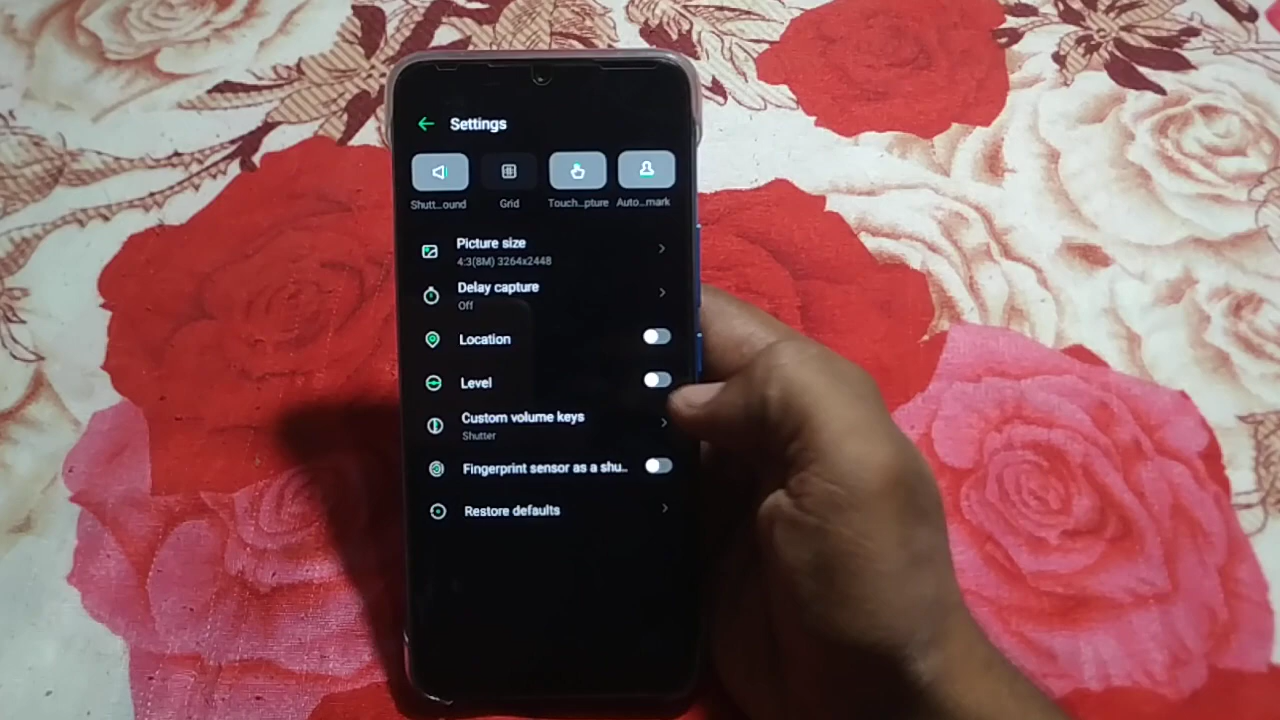 Settings
Shutt...ound
Grid
Touch...pture
Auto...mark
Picture size
4:3(8M) 3264x2448
Delay capture
Off
Location
Level
Custom volume keys
Shutter
Fingerprint sensor as a shu..
Restore defaults